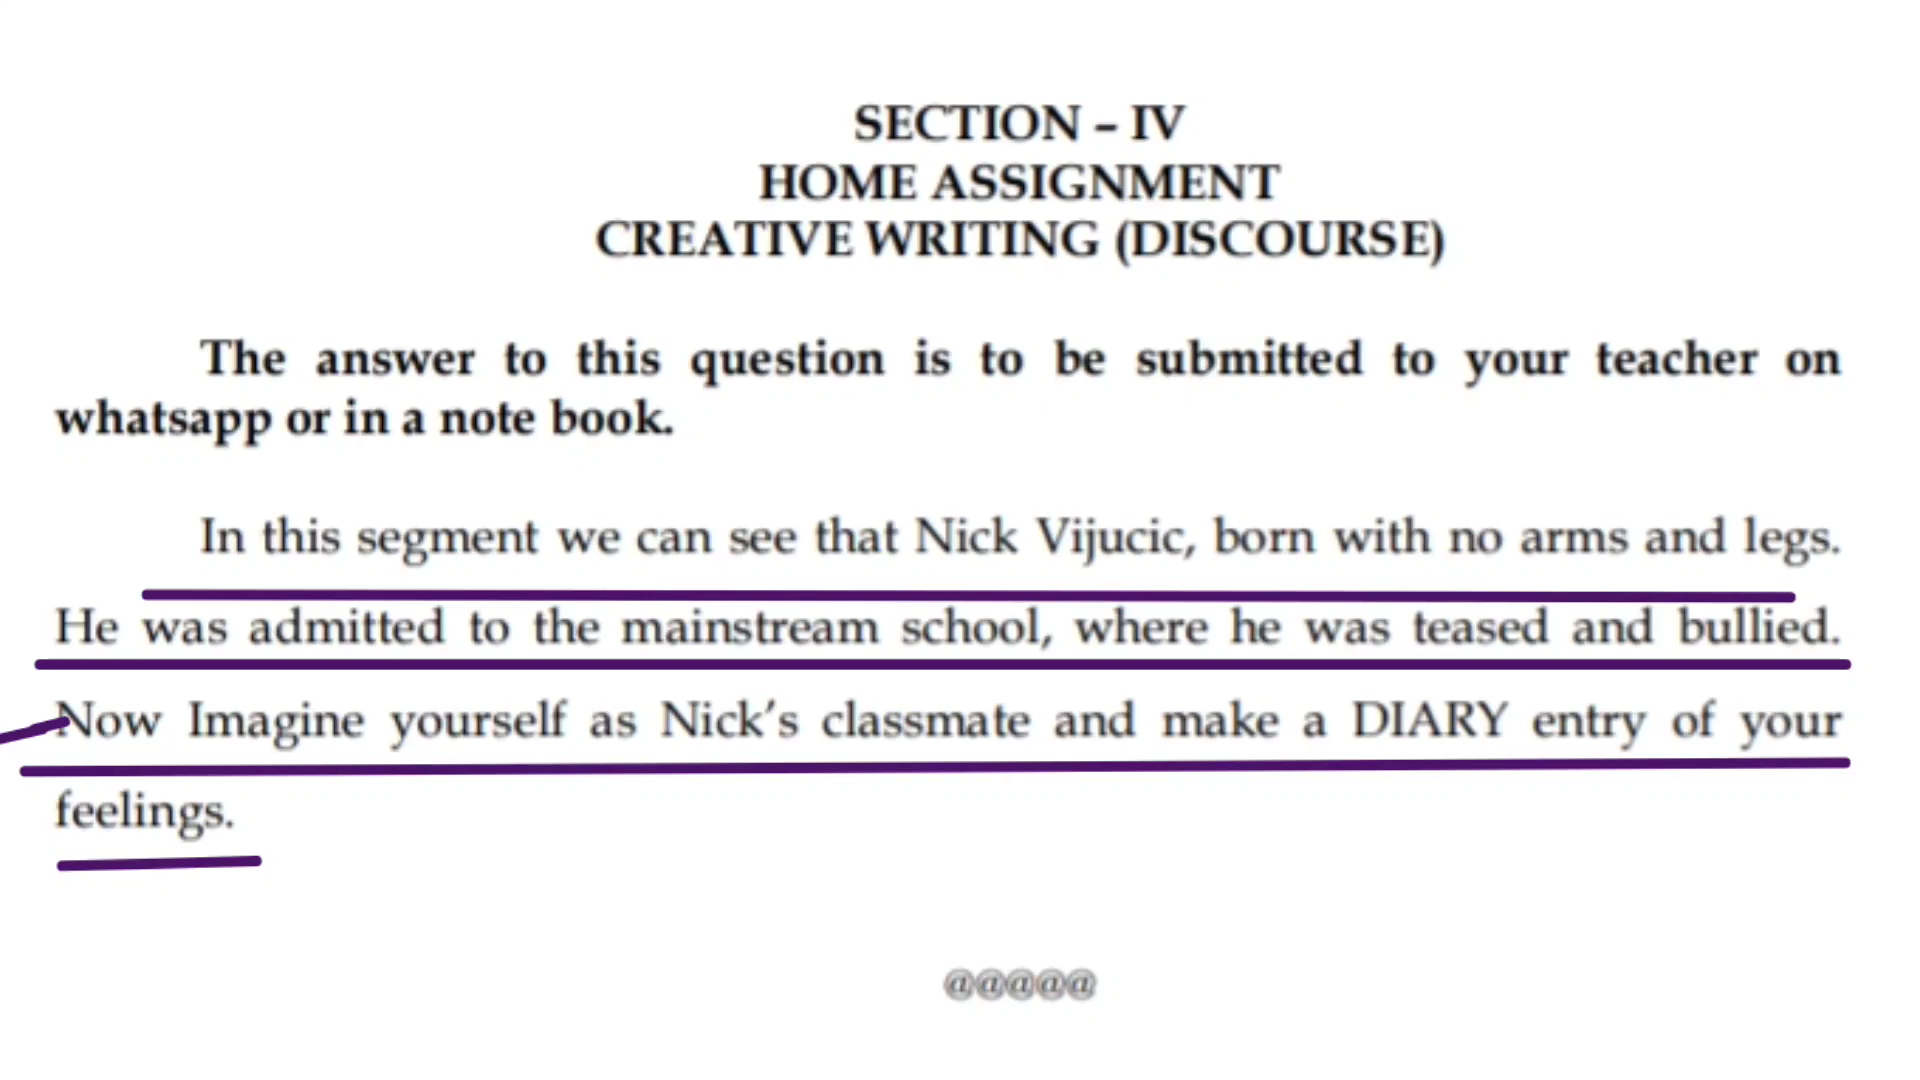 SECTION – IV
HOME ASSIGNMENT
CREATIVE WRITING (DISCOURSE)
The answer to this question is to be submitted to your teacher on
whatsapp or in a note book.
In this segment we can see that Nick Vijucic, born with no arms and legs.
He was admitted to the mainstream school, where he was teased and bullied.
Now Imagine yourself as Nick’s classmate and make a DIARY entry of your
feelings.
@@@@@